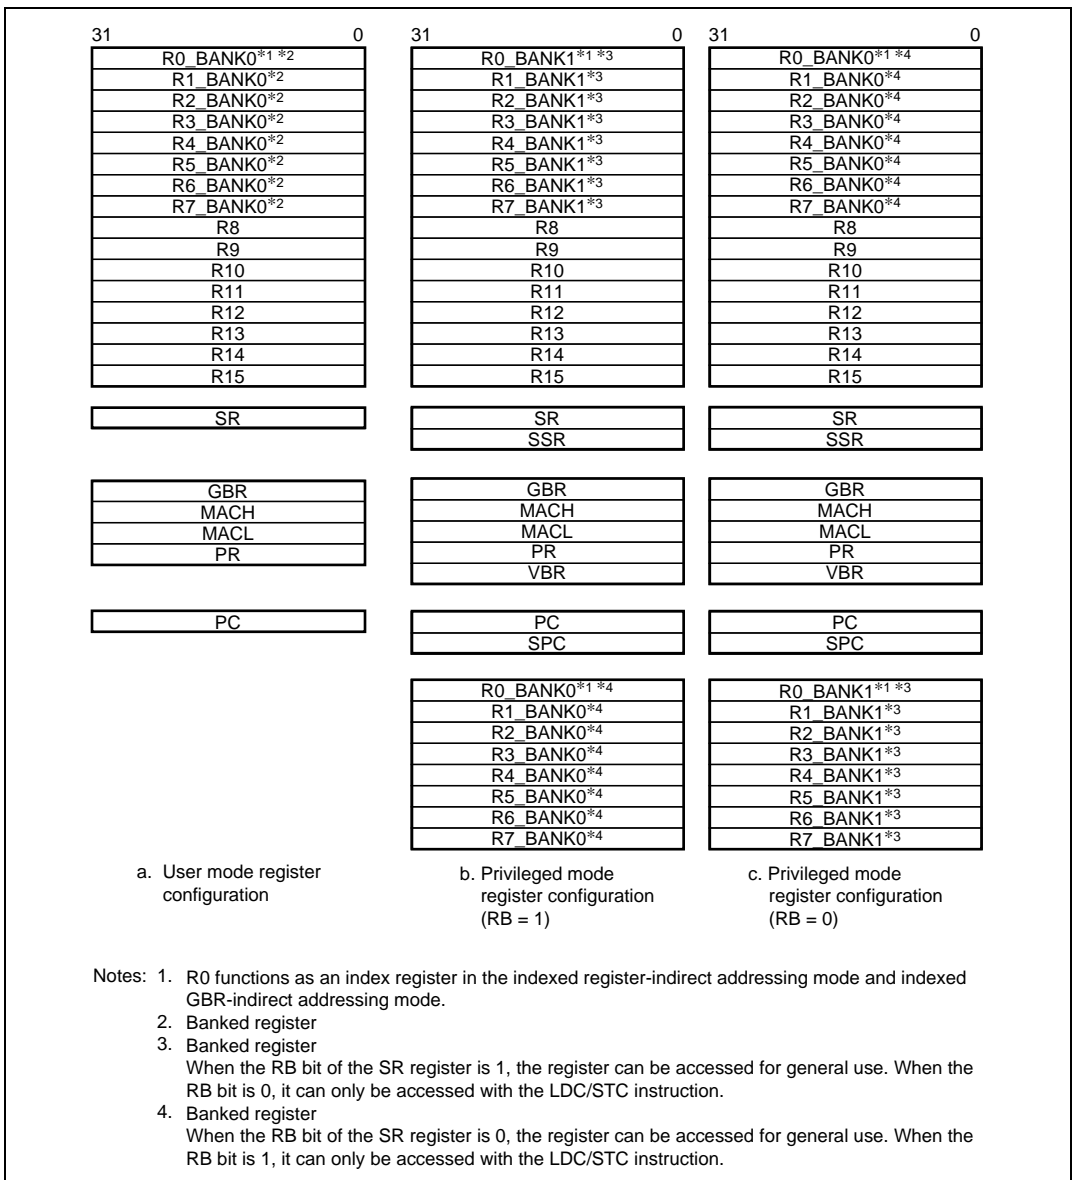 31 0
R0_BANK0*1 *2
R1_BANK0*2
R2_BANK0*2
R3_BANK0*2
R4_BANK0*2
R5_BANK0*2
R6_BANK0*2
R7_BANK0*2
R8
R9
R10
R11
R12
R13
R14
R15
SR
GBR
MACH
MACL
PR
PC
a. User mode register
configuration
31 0
R0_BANK1*1 *3
R1_BANK1*3
R2_BANK1*3
R3_BANK1*3
R4_BANK1*3
R5_BANK1*3
R6_BANK1*3
R7_BANK1*3
R8
R9
R10
R11
R12
R13
R14
R15
SR
SSR
GBR
MACH
MACL
PR
VBR
PC
SPC
R0_BANK0*1 *4
R1_BANK0*4
R2_BANK0*4
R3_BANK0*4
R4_BANK0*4
R5_BANK0*4
R6_BANK0*4
R7_BANK0*4
b. Privileged mode
register configuration
(RB = 1)
31 0
R0_BANK0*1 *4
R1_BANK0*4
R2_BANK0*4
R3_BANK0*4
R4_BANK0*4
R5_BANK0*4
R6_BANK0*4
R7_BANK0*4
R8
R9
R10
R11
R12
R13
R14
R15
SR
SSR
GBR
MACH
MACL
PR
VBR
PC
SPC
R0_BANK1*1 *3
R1_BANK1*3
R2_BANK1*3
R3_BANK1*3
R4_BANK1*3
R5_BANK1*3
R6_BANK1*3
R7_BANK1*3
c. Privileged mode
register configuration
(RB = 0)
Notes: 1. R0 functions as an index register in the indexed register-indirect addressing mode and indexed
GBR-indirect addressing mode.
2. Banked register
3. Banked register
When the RB bit of the SR register is 1, the register can be accessed for general use. When the
RB bit is 0, it can only be accessed with the LDC/STC instruction.
4. Banked register
When the RB bit of the SR register is 0, the register can be accessed for general use. When the
RB bit is 1, it can only be accessed with the LDC/STC instruction.